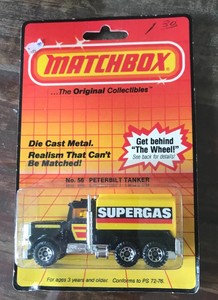 MATCHBOX
...The Original Collectibles"
Get behind
"The Wheel!"
See back for details!
Die Cast Metal.
Realism That Can't
Be Matched!
No. 56 PETERBILT TANKER
SUPERGAS
For ages 3 years and older. Conforms to PS 72-76.